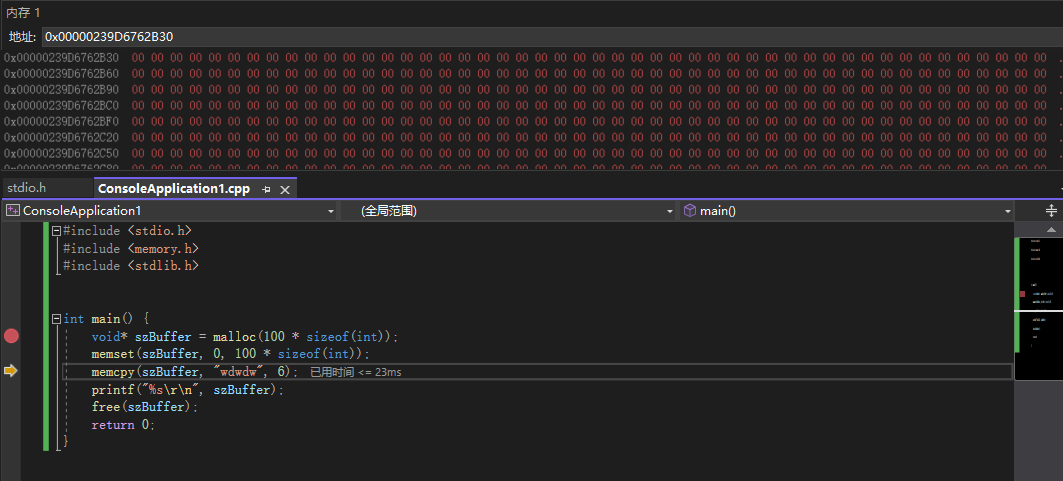 内存 1
地址: 0x00000239D6762B30
0x00000239D6762B30 00 00 00 00 00 00 00 00 00 00 00 00 00 00 00 00 00 00 00 00 00 00 00 00 00 00 00 00 00 00 00 00 00 00 00 00 00 00 00 00 00 00 00 00 00 00 00 00 .
0x00000239D6762B60 00 00 00 00 00 00 00 00 00 00 00 00 00 00 00 00 00 00 00 00 00 00 00 00 00 00 00 00 00 00 00 00 00 00 00 00 00 00 00 00 00 00 00 00 00 00 00 00 .
0x00000239D6762B90 00 00 00 00 00 00 00 00 00 00 00 00 00 00 00 00 00 00 00 00 00 00 00 00 00 00 00 00 00 00 00 00 00 00 00 00 00 00 00 00 00 00 00 00 00 00 00 00 .
0x00000239D6762BC0 00 00 00 00 00 00 00 00 00 00 00 00 00 00 00 00 00 00 00 00 00 00 00 00 00 00 00 00 00 00 00 00 00 00 00 00 00 00 00 00 00 00 00 00 00 00 00 00 .
0x00000239D6762BF0 00 00 00 00 00 00 00 00 00 00 00 00 00 00 00 00 00 00 00 00 00 00 00 00 00 00 00 00 00 00 00 00 00 00 00 00 00 00 00 00 00 00 00 00 00 00 00 00 .
0x00000239D6762C20 00 00 00 00 00 00 00 00 00 00 00 00 00 00 00 00 00 00 00 00 00 00 00 00 00 00 00 00 00 00 00 00 00 00 00 00 00 00 00 00 00 00 00 00 00 00 00 00 .
0x00000239D6762C50 00 00 00 00 00 00 00 00 00 00 00 00 00 00 00 00 00 00 00 00 00 00 00 00 00 00 00 00 00 00 00 00 00 00 00 00 00 00 00 00 00 00 00 00 00 00 00 00 .
stdio.h ConsoleApplication1.cpp
ConsoleApplication1 (全局范围) main()
#include <stdio.h>
#include <memory.h>
#include <stdlib.h>
int main() {
void* szBuffer = malloc(100 * sizeof(int));
memset(szBuffer, 0, 100 * sizeof(int));
memcpy(szBuffer, "wdwdw", 6); 已用时间 <= 23ms
printf("%s\r\n", szBuffer);
free(szBuffer);
return 0;
}